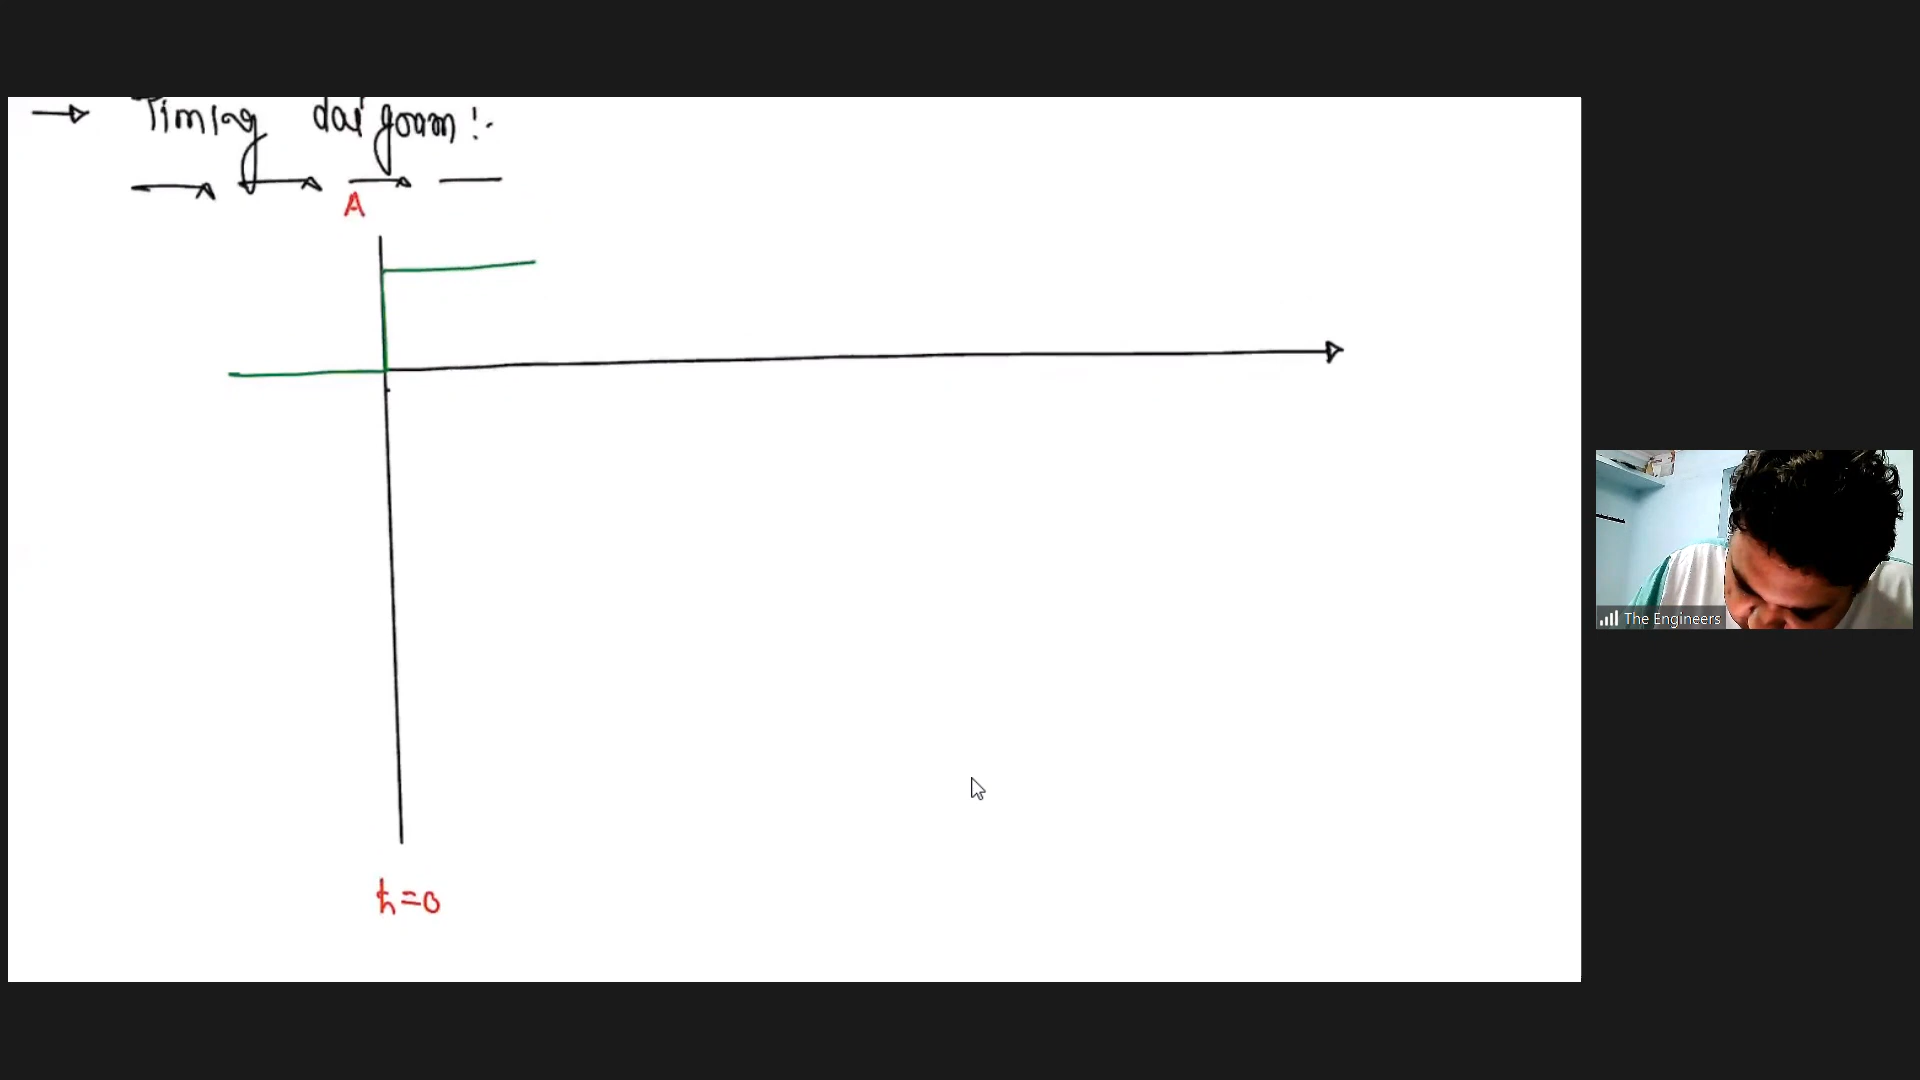 → Timing daigram :-
A
t=0
The Engineers